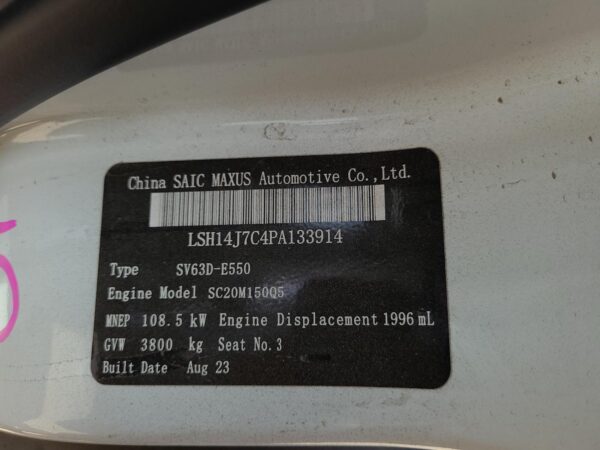 China SAIC MAXUS Automotive Co.,Ltd.
LSH14J7C4PA133914
Type SV63D-E550
Engine Model SC20M150Q5
MNEP 108.5 kW Engine Displacement 1996 mL
GVW 3800 kg Seat No. 3
Built Date Aug 23